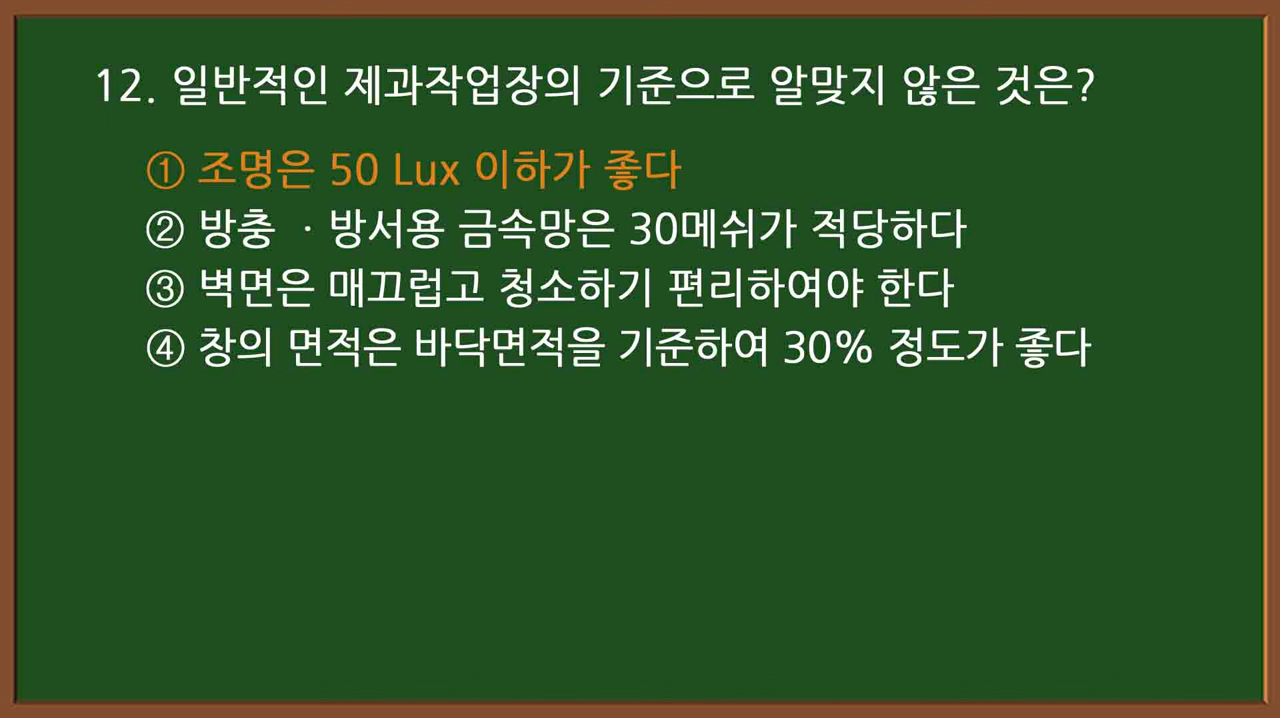 12. 일반적인 제과작업장의 기준으로 알맞지 않은 것은?
① 조명은 50 Lux 이하가 좋다
② 방충 · 방서용 금속망은 30메쉬가 적당하다
③ 벽면은 매끄럽고 청소하기 편리하여야 한다
④ 창의 면적은 바닥면적을 기준하여 30% 정도가 좋다